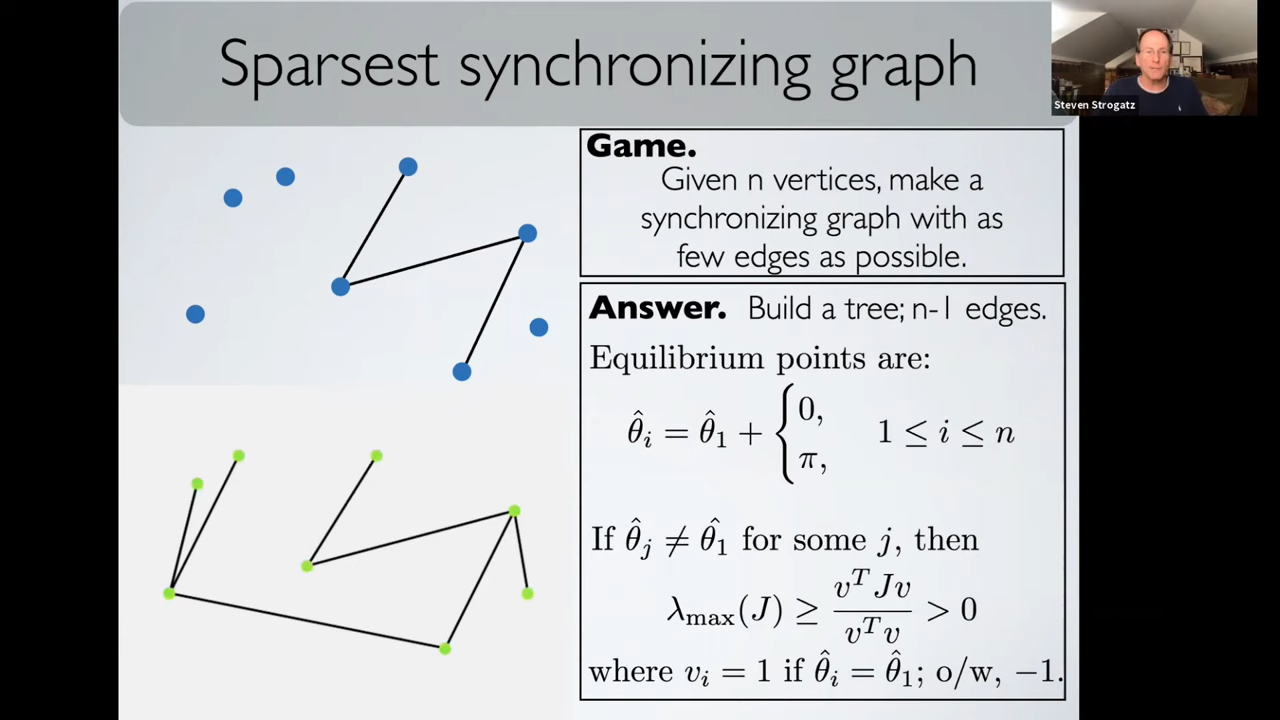 Sparsest synchronizing graph
Steven Strogatz
Game.
Given n vertices, make a
synchronizing graph with as
few edges as possible.
Answer. Build a tree; n-1 edges.
Equilibrium points are:
θ̂ᵢ = θ̂₁ + { 0, π, 1 ≤ i ≤ n
If θ̂ⱼ ≠ θ̂₁ for some j, then
λmax(J) ≥ vᵀJv / vᵀv > 0
where vᵢ = 1 if θ̂ᵢ = θ̂₁; o/w, −1.